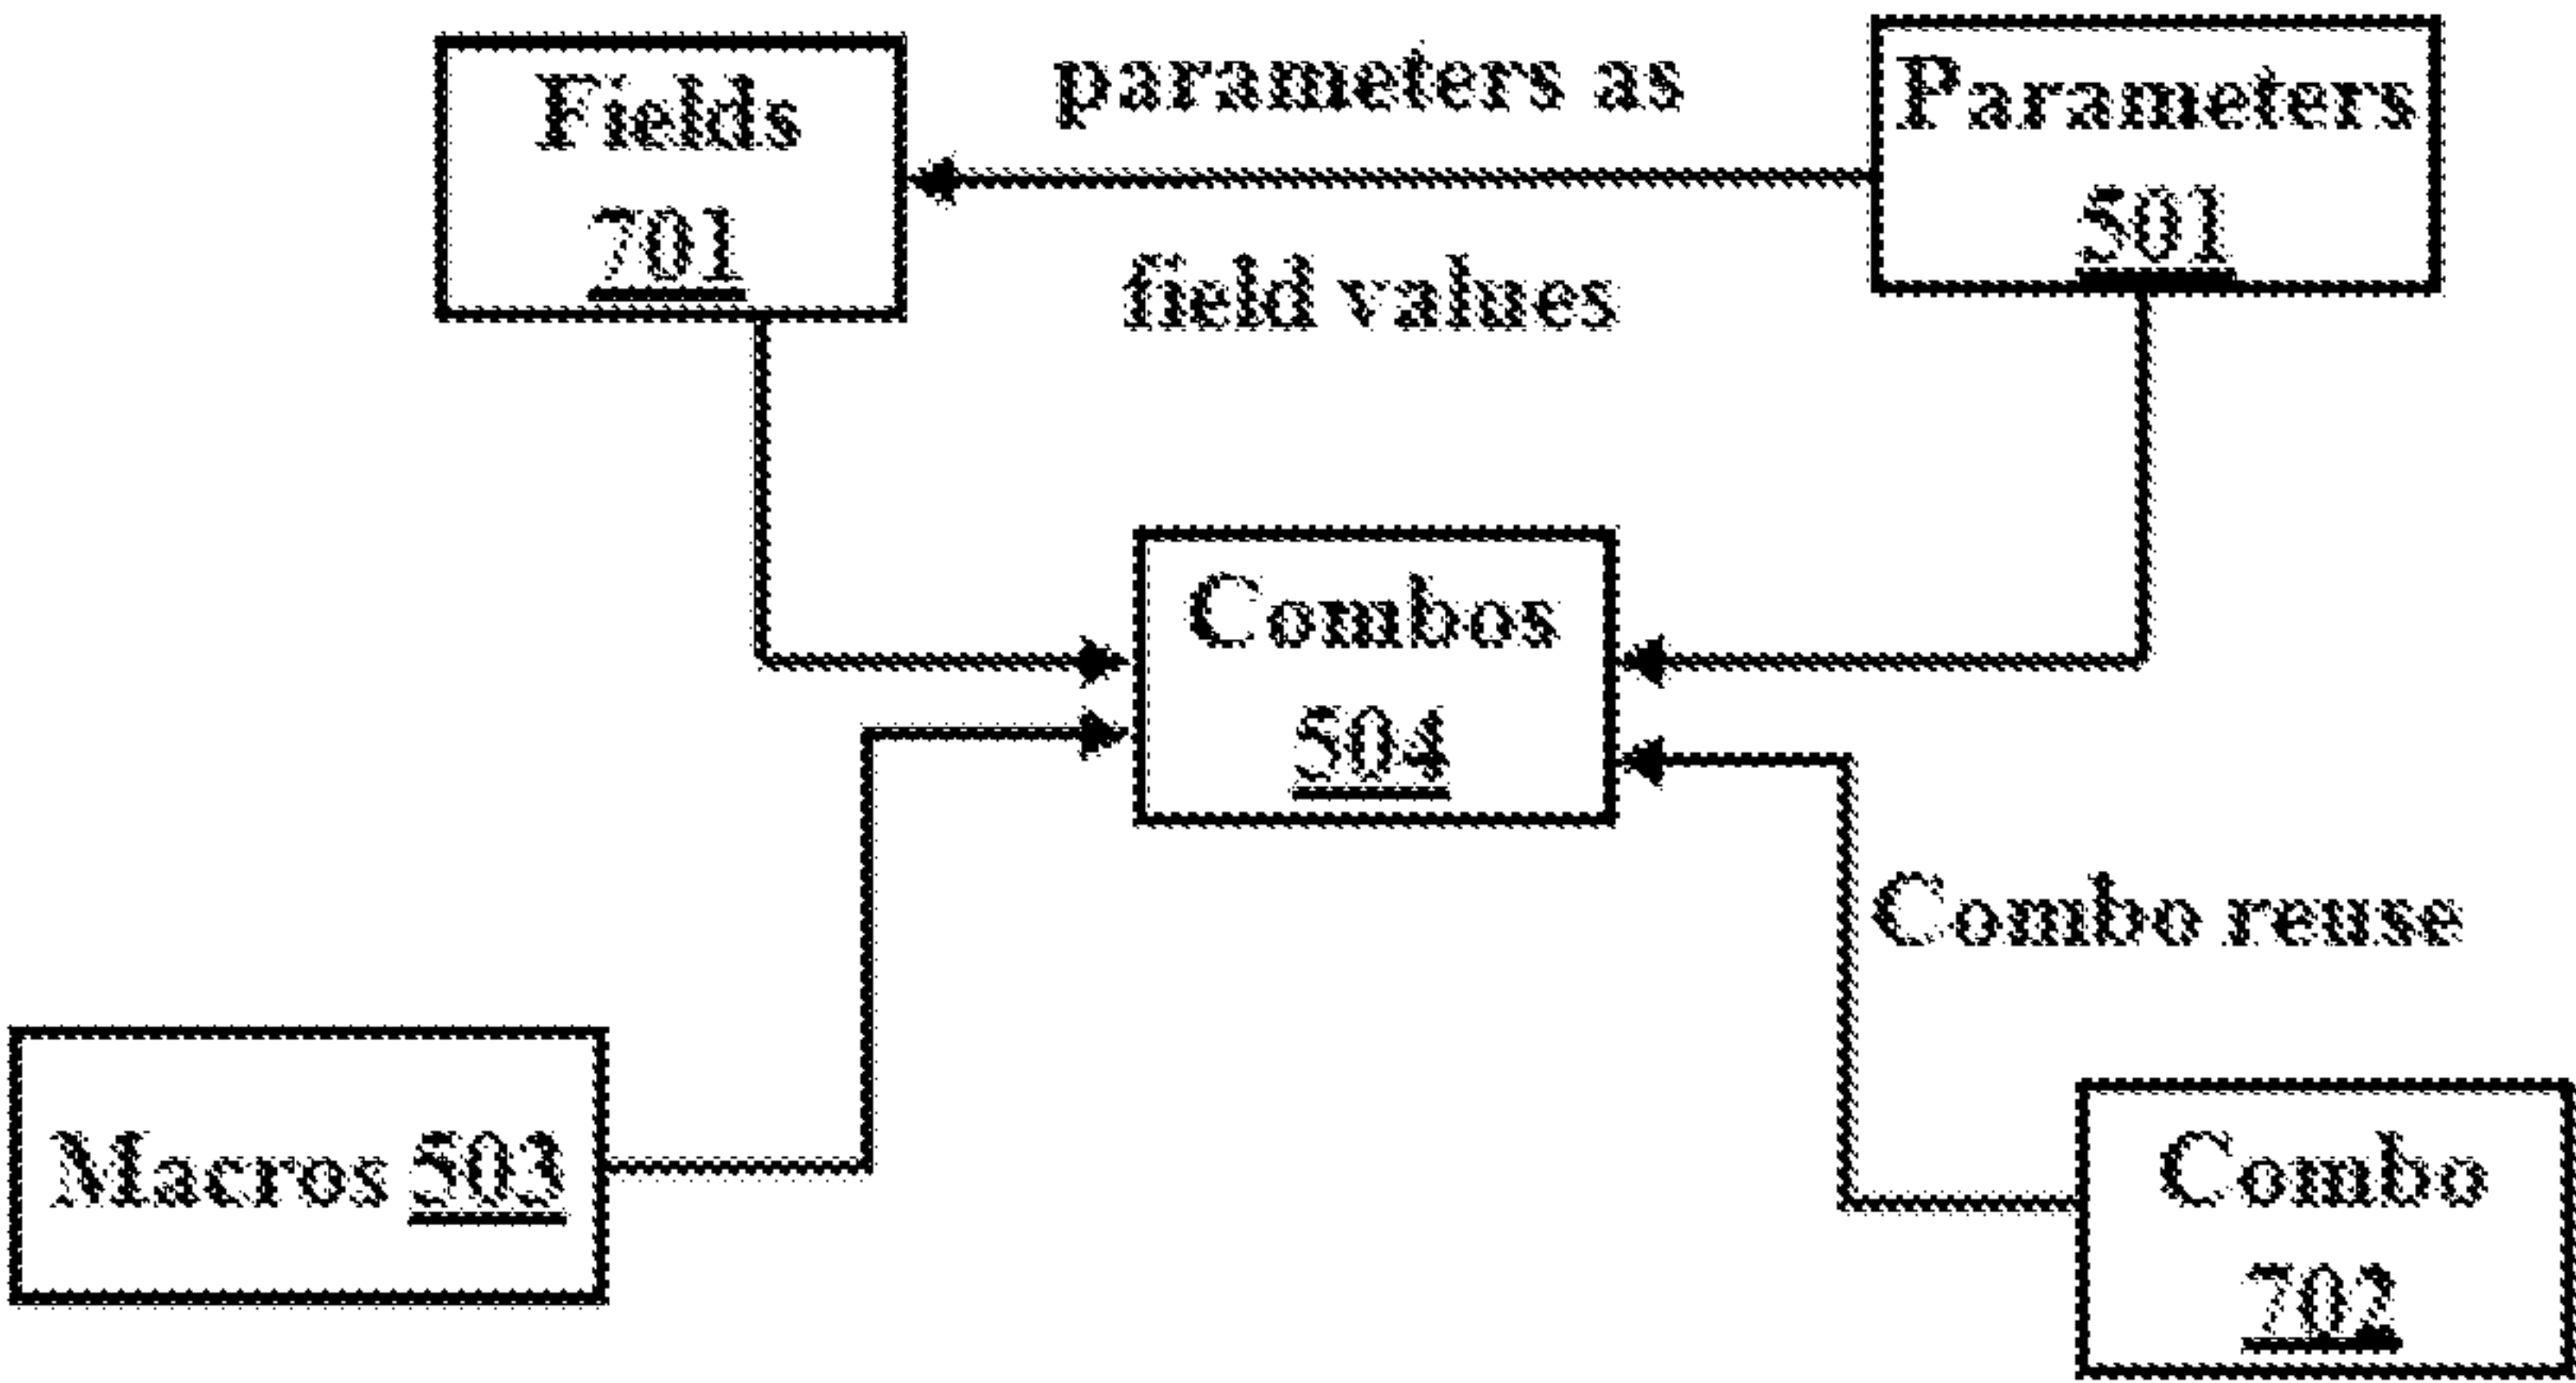 Fields
701
parameters as
field values
Parameters
501
Combos
504
Combo reuse
Macros 503
Combo
702